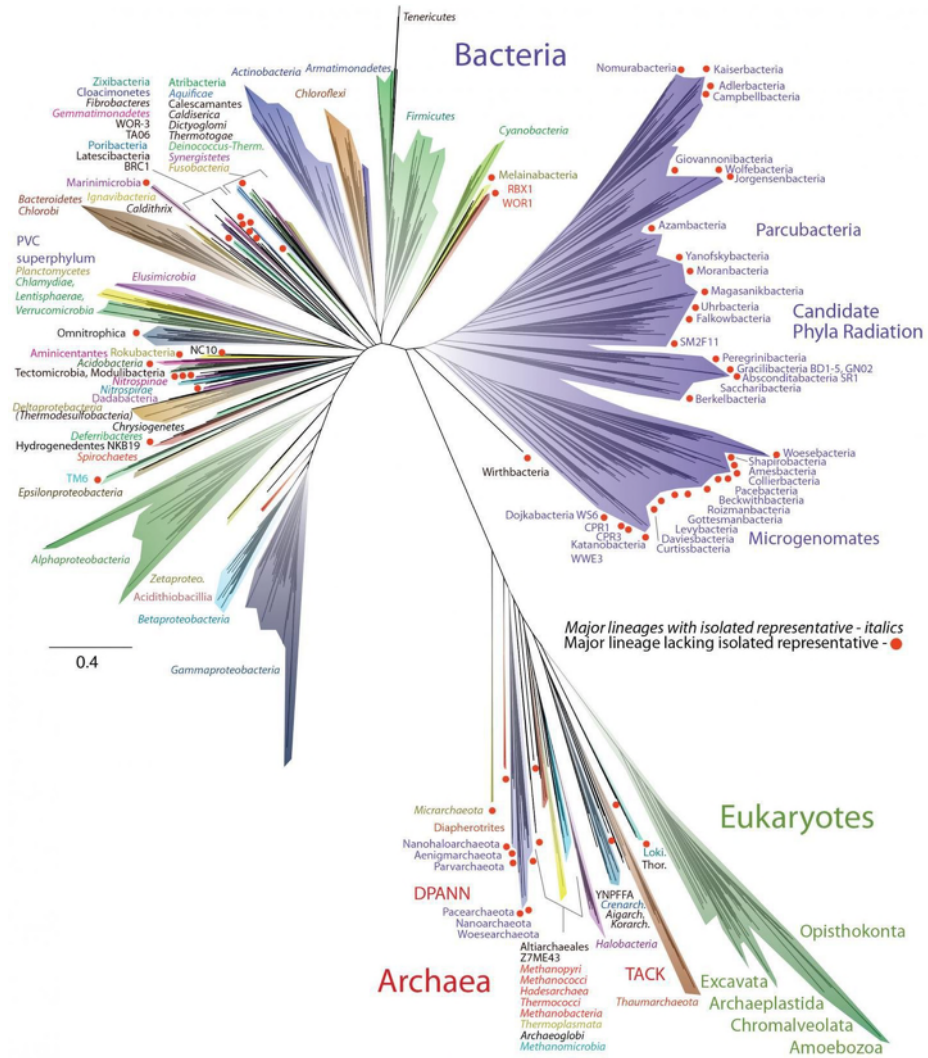 Tenericutes
Bacteria
Actinobacteria
Armatimonadetes
Nomurabacteria
Kaiserbacteria
Adlerbacteria
Campbellbacteria
Zixibacteria
Cloacimonetes
Fibrobacteres
Gemmatimonadetes
WOR-3
TA06
Poribacteria
Latescibacteria
BRC1
Atribacteria
Aquificae
Calescamantes
Caldiserica
Dictyoglomi
Thermotogae
Deinococcus-Therm.
Synergistetes
Fusobacteria
Chloroflexi
Firmicutes
Cyanobacteria
Melainabacteria
RBX1
WOR1
Giovannonibacteria
Wolfebacteria
Jorgensenbacteria
Marinimicrobia
Ignavibacteria
Bacteroidetes
Chlorobi
Caldithrix
Azambacteria
Parcubacteria
PVC
superphylum
Planctomycetes
Chlamydiae,
Lentisphaerae,
Verrucomicrobia
Elusimicrobia
Yanofskybacteria
Moranbacteria
Magasanikbacteria
Uhrbacteria
Falkowbacteria
Candidate
Phyla Radiation
SM2F11
Omnitrophica
Aminicentantes
Rokubacteria
NC10
Acidobacteria
Tectomicrobia, Modulibacteria
Nitrospinae
Nitrospirae
Dadabacteria
Peregrinibacteria
Gracilibacteria BD1-5, GN02
Absconditabacteria SR1
Saccharibacteria
Berkelbacteria
Deltaprotebacteria
(Thermodesulfobacteria)
Chrysiogenetes
Deferribacteres
Hydrogenedentes NKB19
Spirochaetes
TM6
Epsilonproteobacteria
Wirthbacteria
Woesebacteria
Shapirobacteria
Amesbacteria
Collierbacteria
Pacebacteria
Beckwithbacteria
Roizmanbacteria
Gottesmanbacteria
Levybacteria
Daviesbacteria
Curtissbacteria
Microgenomates
Dojkabacteria WS6
CPR1
CPR3
Katanobacteria
WWE3
Alphaproteobacteria
Zetaproteo.
Acidithiobacillia
Betaproteobacteria
Gammaproteobacteria
0.4
Major lineages with isolated representative - italics
Major lineage lacking isolated representative -
Micrarchaeota
Diapherotrites
Nanohaloarchaeota
Aenigmarchaeota
Parvarchaeota
DPANN
Pacearchaeota
Nanoarchaeota
Woesearchaeota
Archaea
Altiarchaeales
Z7ME43
Methanopyri
Methanococci
Hadesarchaea
Thermococci
Methanobacteria
Thermoplasmata
Archaeoglobi
Methanomicrobia
Halobacteria
YNPFFA
Crenarch.
Aigarch.
Korarch.
TACK
Thaumarchaeota
Loki.
Thor.
Eukaryotes
Opisthokonta
Excavata
Archaeplastida
Chromalveolata
Amoebozoa